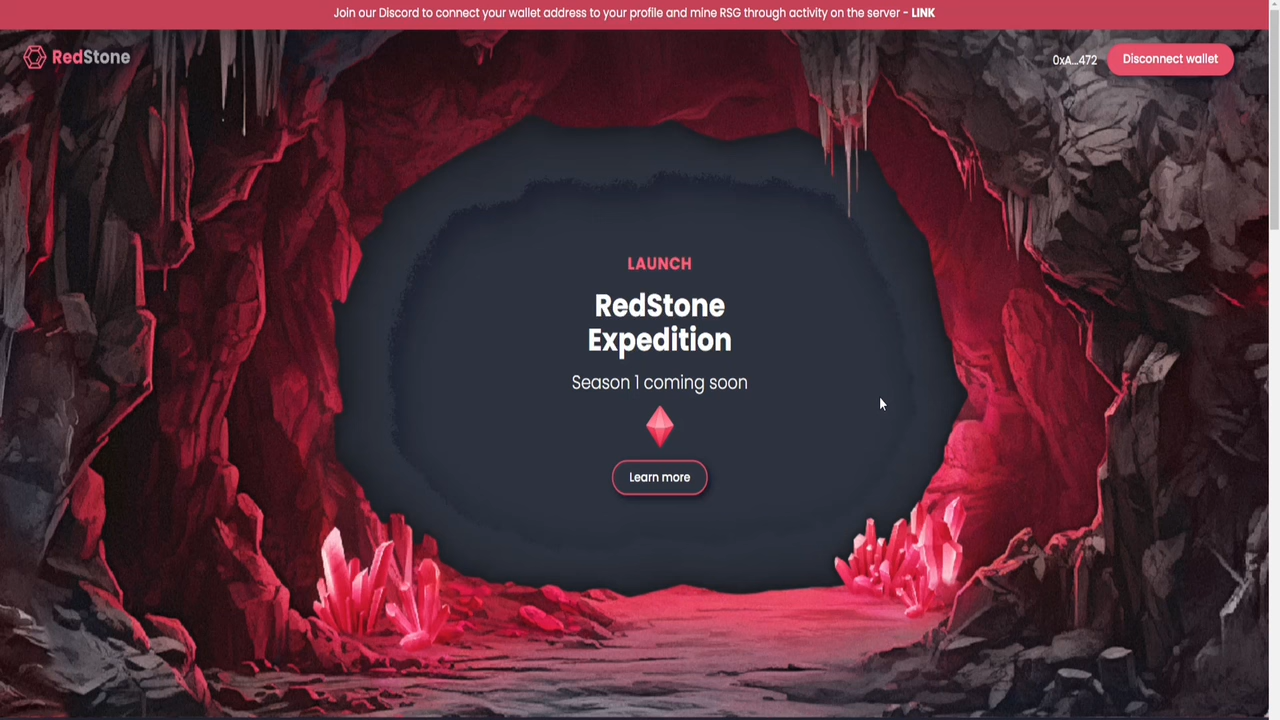 Join our Discord to connect your wallet address to your profile and mine RSG through activity on the server - LINK
RedStone
0xA...472
Disconnect wallet
LAUNCH
RedStone
Expedition
Season 1 coming soon
Learn more